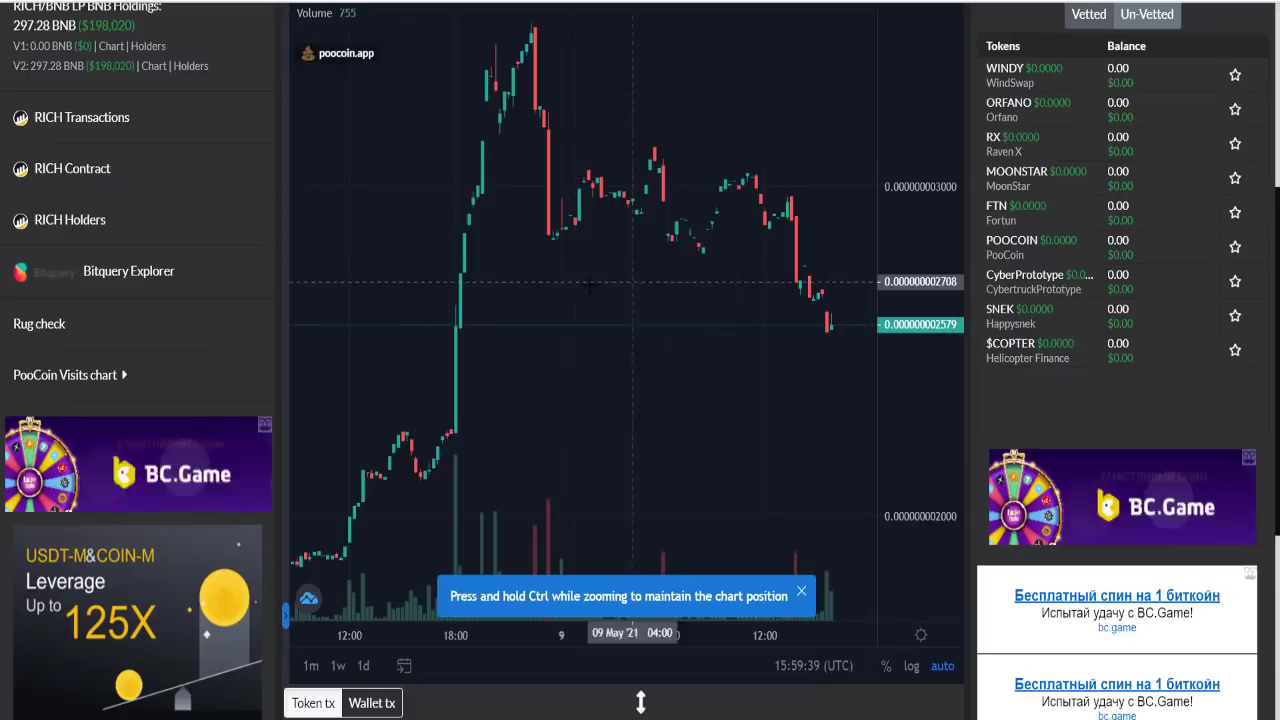 RICH/BNB LP BNB Holdings:
297.28 BNB ($198,020)
V1: 0.00 BNB ($0) | Chart | Holders
V2: 297.28 BNB ($198,020) | Chart | Holders
RICH Transactions
RICH Contract
RICH Holders
Bitquery Bitquery Explorer
Rug check
PooCoin Visits chart
BC.Game
USDT-M&COIN-M
Leverage
Up to 125X
Volume 755
poocoin.app
0.000000003000
0.000000002708
0.000000002579
0.000000002000
Press and hold Ctrl while zooming to maintain the chart position
12:00 18:00 9 09 May '21 04:00 12:00
1m 1w 1d 15:59:39 (UTC) % log auto
Token tx Wallet tx
Vetted Un-Vetted
Tokens Balance
WINDY $0.0000 0.00
WindSwap $0.00
ORFANO $0.0000 0.00
Orfano $0.00
RX $0.0000 0.00
Raven X $0.00
MOONSTAR $0.0000 0.00
MoonStar $0.00
FTN $0.0000 0.00
Fortun $0.00
POOCOIN $0.0000 0.00
PooCoin $0.00
CyberPrototype $0.0... 0.00
CybertruckPrototype $0.00
SNEK $0.0000 0.00
Happysnek $0.00
$COPTER $0.0000 0.00
Helicopter Finance $0.00
BC.Game
Бесплатный спин на 1 биткойн
Испытай удачу с BC.Game!
bc.game
Бесплатный спин на 1 биткойн
Испытай удачу с BC.Game!
bc.game